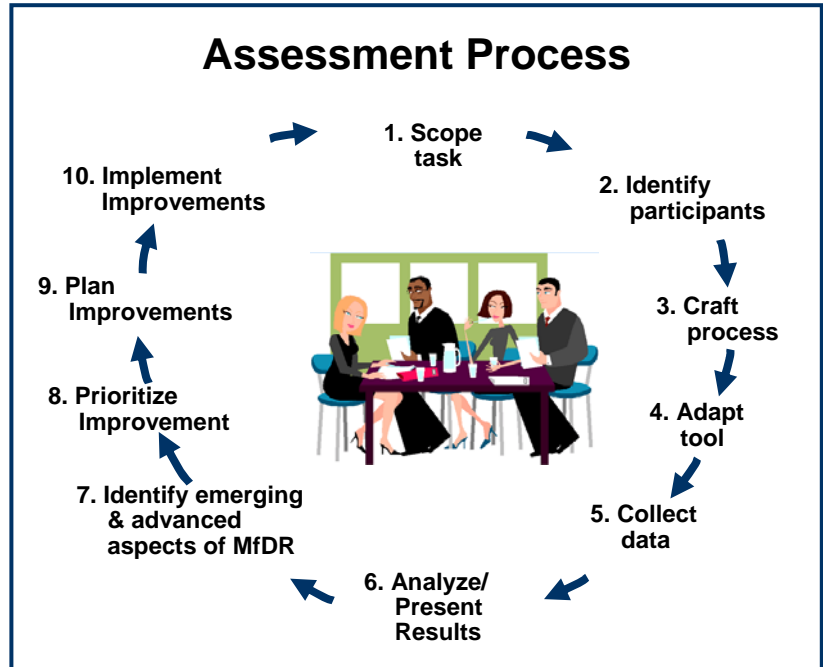 Assessment Process
1. Scope
task
2. Identify
participants
3. Craft
process
4. Adapt
tool
5. Collect
data
6. Analyze/
Present
Results
7. Identify emerging
& advanced
aspects of MfDR
8. Prioritize
Improvement
9. Plan
Improvements
10. Implement
Improvements